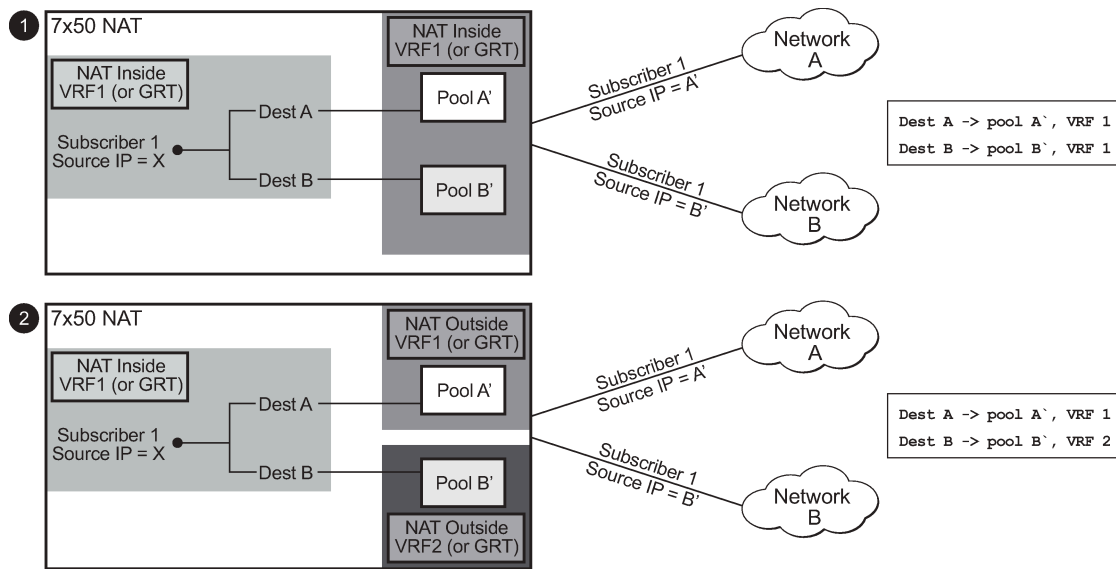 1
7x50 NAT
NAT Inside
VRF1 (or GRT)
Subscriber 1
Source IP = X
Dest A
Dest B
NAT Inside
VRF1 (or GRT)
Pool A’
Pool B’
Subscriber 1
Source IP = A’
Subscriber 1
Source IP = B’
Network
A
Network
B
Dest A -> pool A`, VRF 1
Dest B -> pool B`, VRF 1
2
7x50 NAT
NAT Inside
VRF1 (or GRT)
Subscriber 1
Source IP = X
Dest A
Dest B
NAT Outside
VRF1 (or GRT)
Pool A’
Pool B’
NAT Outside
VRF2 (or GRT)
Subscriber 1
Source IP = A’
Subscriber 1
Source IP = B’
Network
A
Network
B
Dest A -> pool A`, VRF 1
Dest B -> pool B`, VRF 2